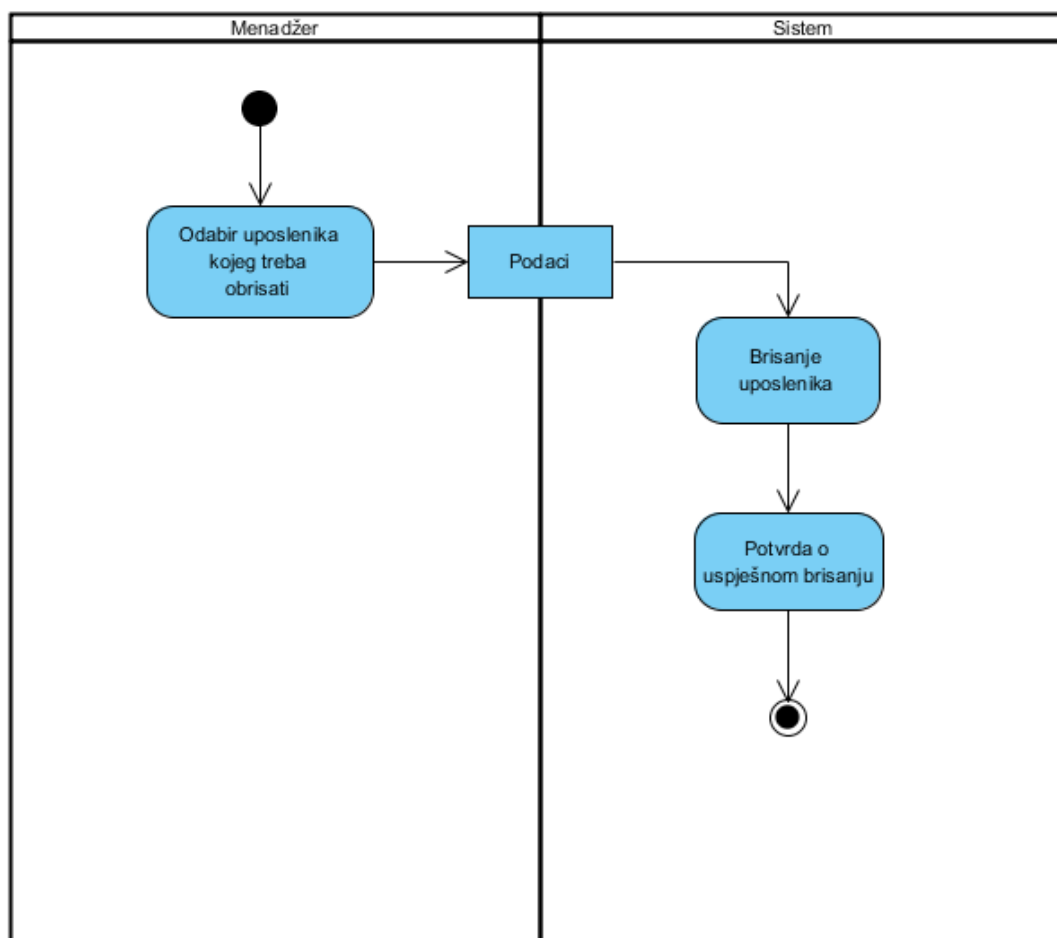 Menadžer
Sistem
Odabir uposlenika
kojeg treba
obrisati
Podaci
Brisanje
uposlenika
Potvrda o
uspješnom brisanju